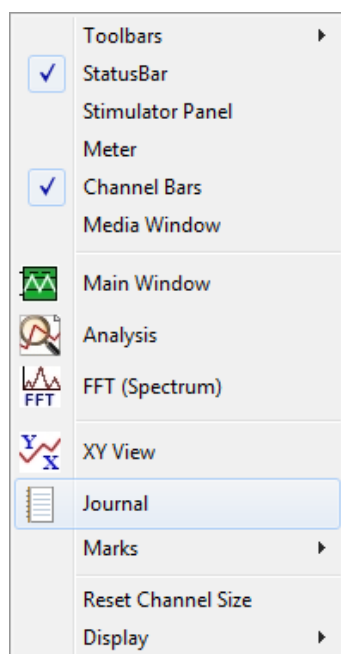 Toolbars
StatusBar
Stimulator Panel
Meter
Channel Bars
Media Window
Main Window
Analysis
FFT
FFT (Spectrum)
Y
X
XY View
Journal
Marks
Reset Channel Size
Display